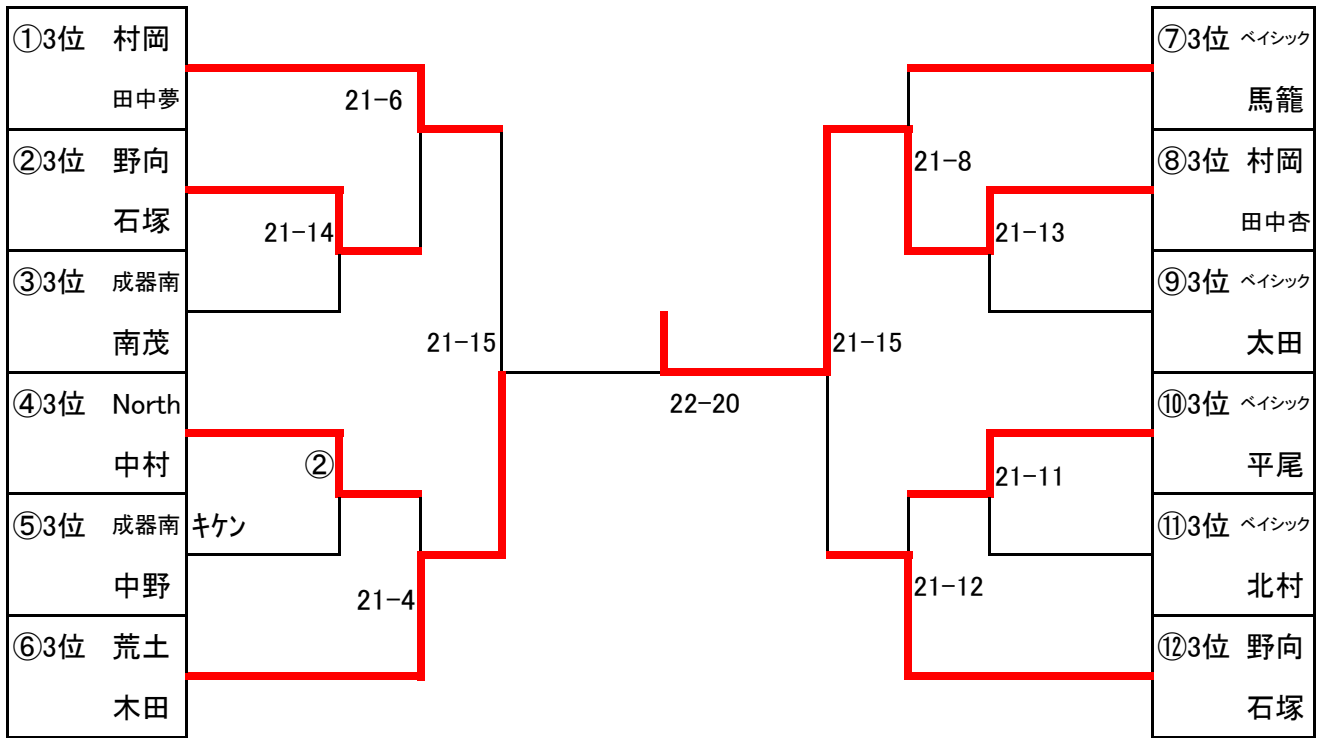 ①3位 村岡
田中夢
②3位 野向
石塚
③3位 成器南
南茂
④3位 North
中村
⑤3位 成器南
中野
⑥3位 荒土
木田
21-6
21-14
21-15
②
キケン
21-4
22-20
21-8
21-13
21-15
21-11
21-12
⑦3位 ベイシック
馬籠
⑧3位 村岡
田中杏
⑨3位 ベイシック
太田
⑩3位 ベイシック
平尾
⑪3位 ベイシック
北村
⑫3位 野向
石塚